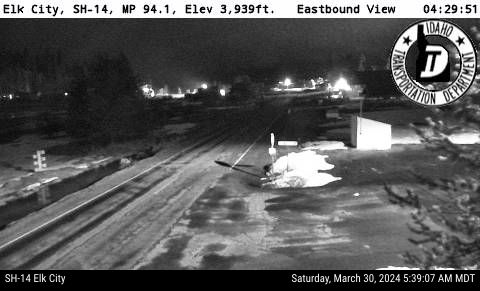 Elk City, SH-14, MP 94.1, Elev 3,939ft. Eastbound View 04:29:51
IDAHO
TRANSPORTATION DEPARTMENT
SH-14 Elk City Saturday, March 30, 2024 5:39:07 AM MDT